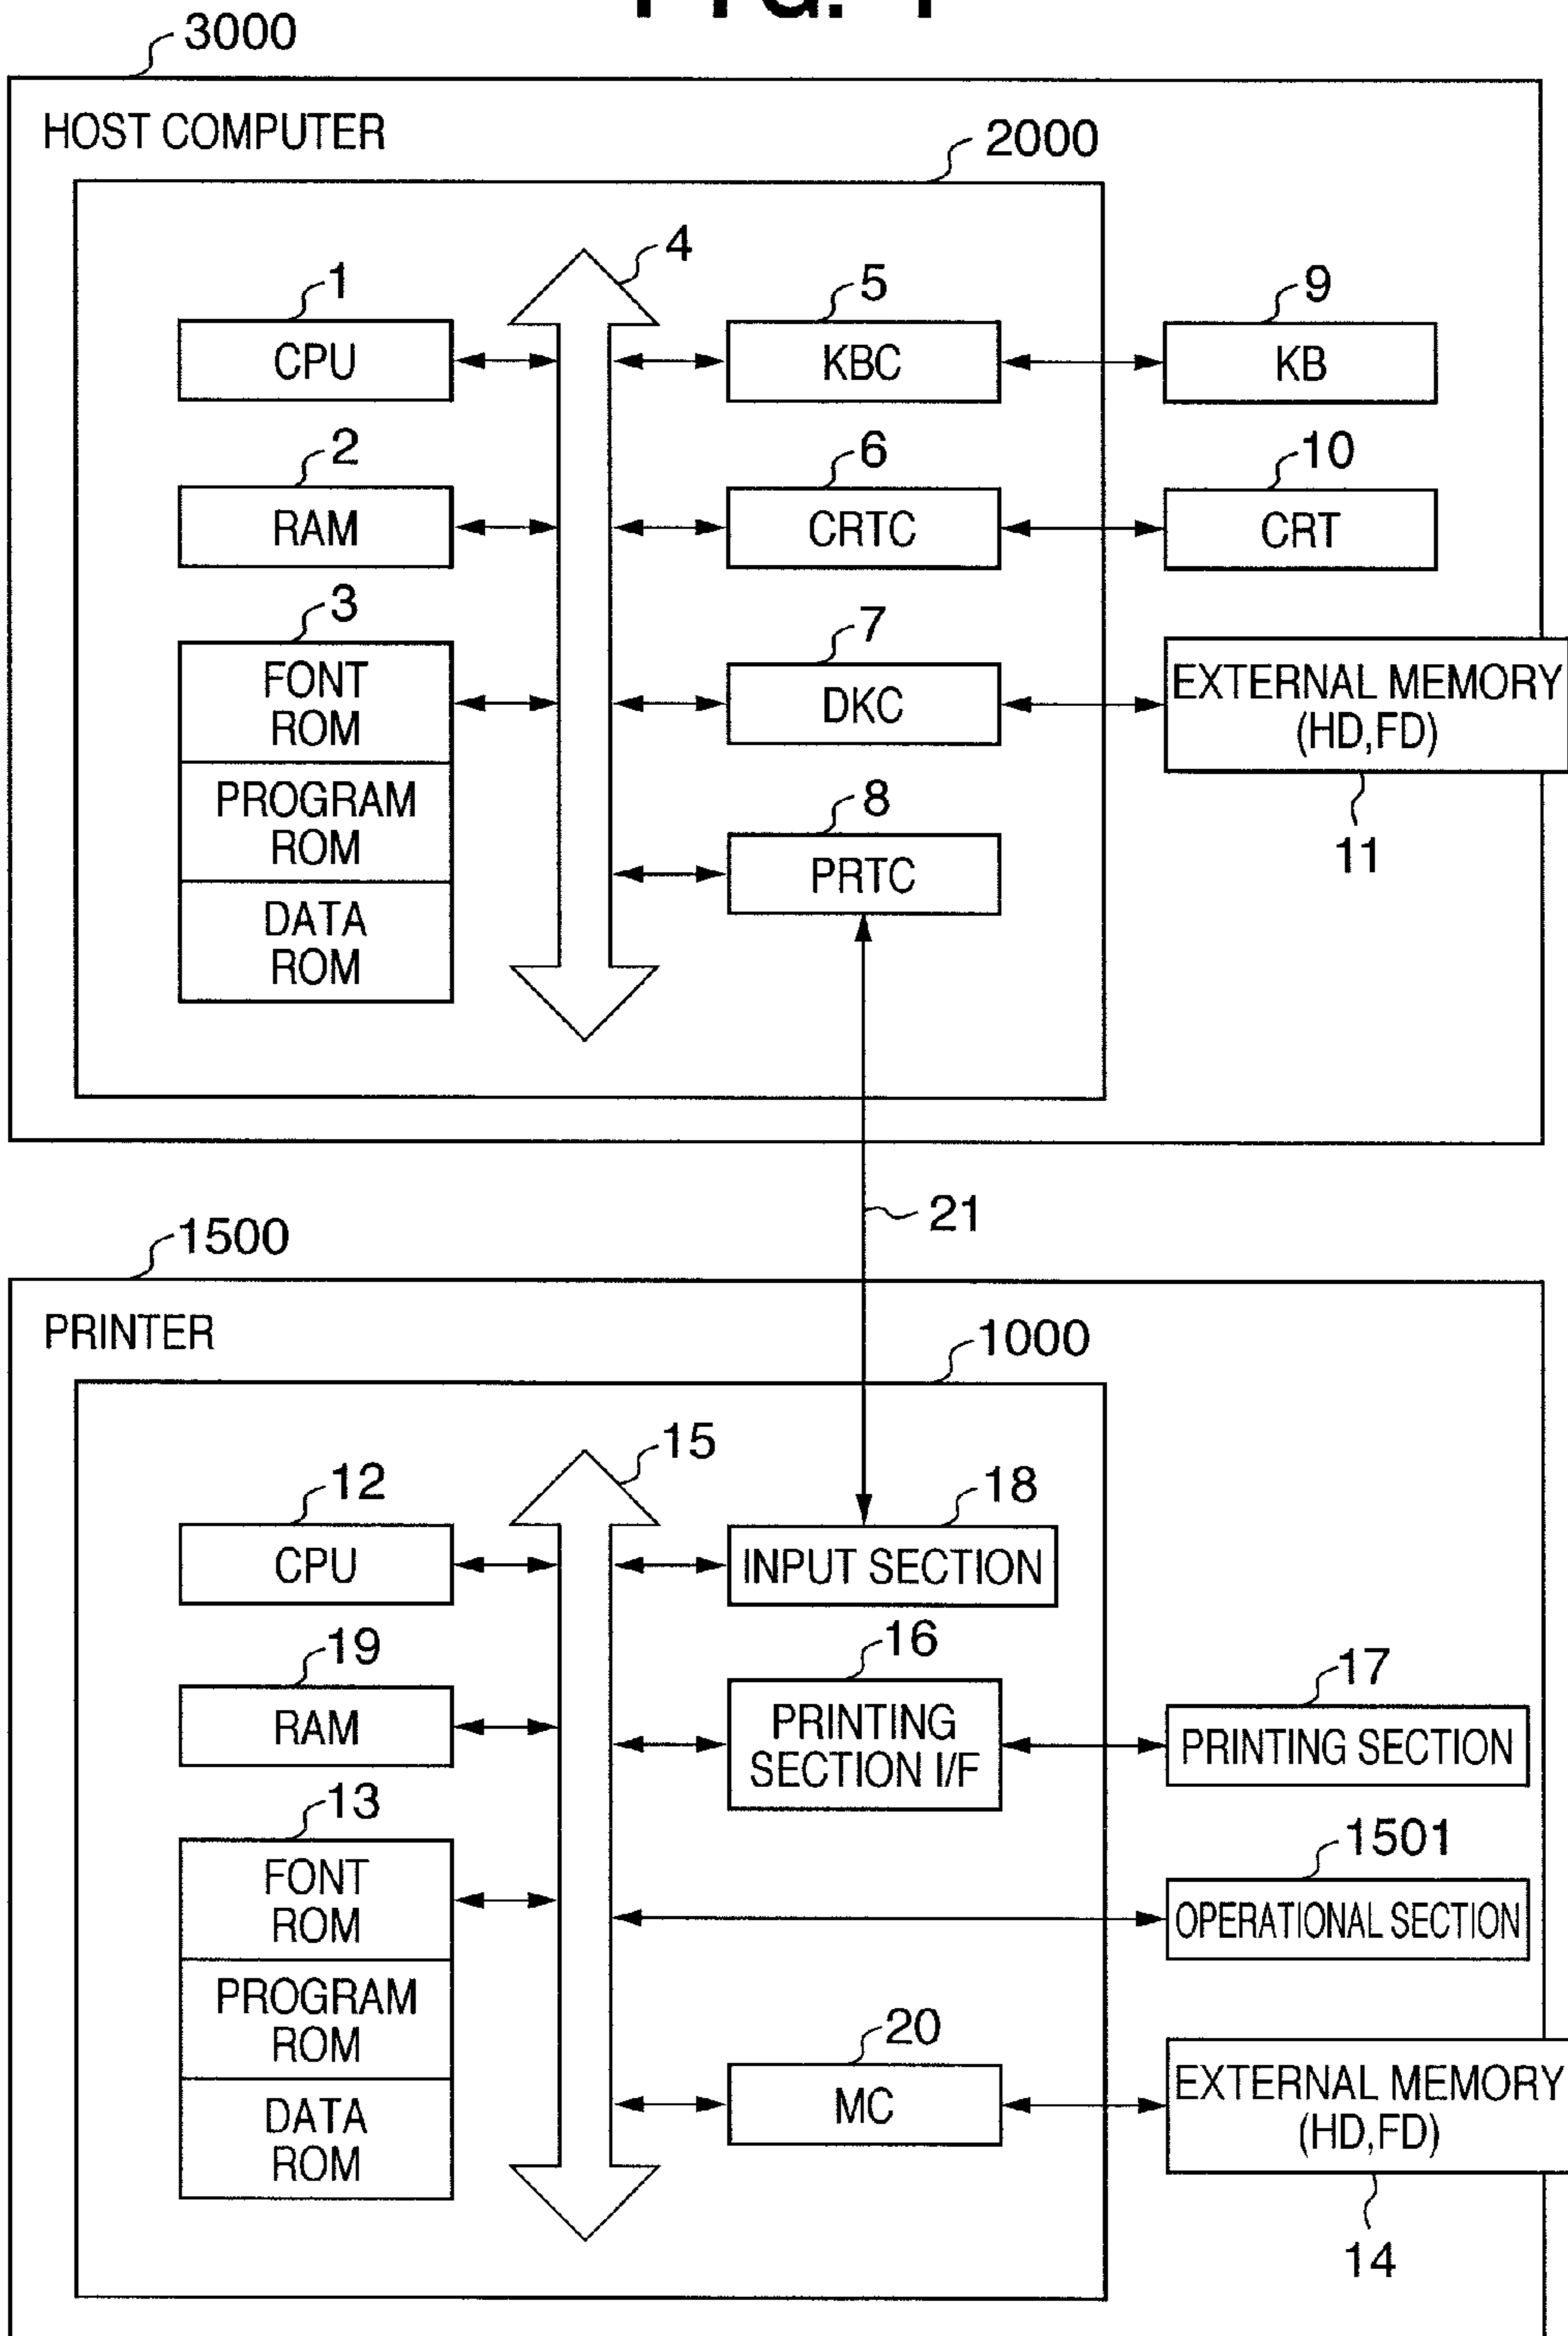 3000
HOST COMPUTER
2000
4
1
CPU
5
KBC
9
KB
2
RAM
6
CRTC
10
CRT
3
FONT
ROM
PROGRAM
ROM
DATA
ROM
7
DKC
EXTERNAL MEMORY
(HD,FD)
11
8
PRTC
21
1500
PRINTER
1000
15
12
CPU
18
INPUT SECTION
19
RAM
16
PRINTING
SECTION I/F
17
PRINTING SECTION
13
FONT
ROM
PROGRAM
ROM
DATA
ROM
1501
OPERATIONAL SECTION
20
MC
EXTERNAL MEMORY
(HD,FD)
14